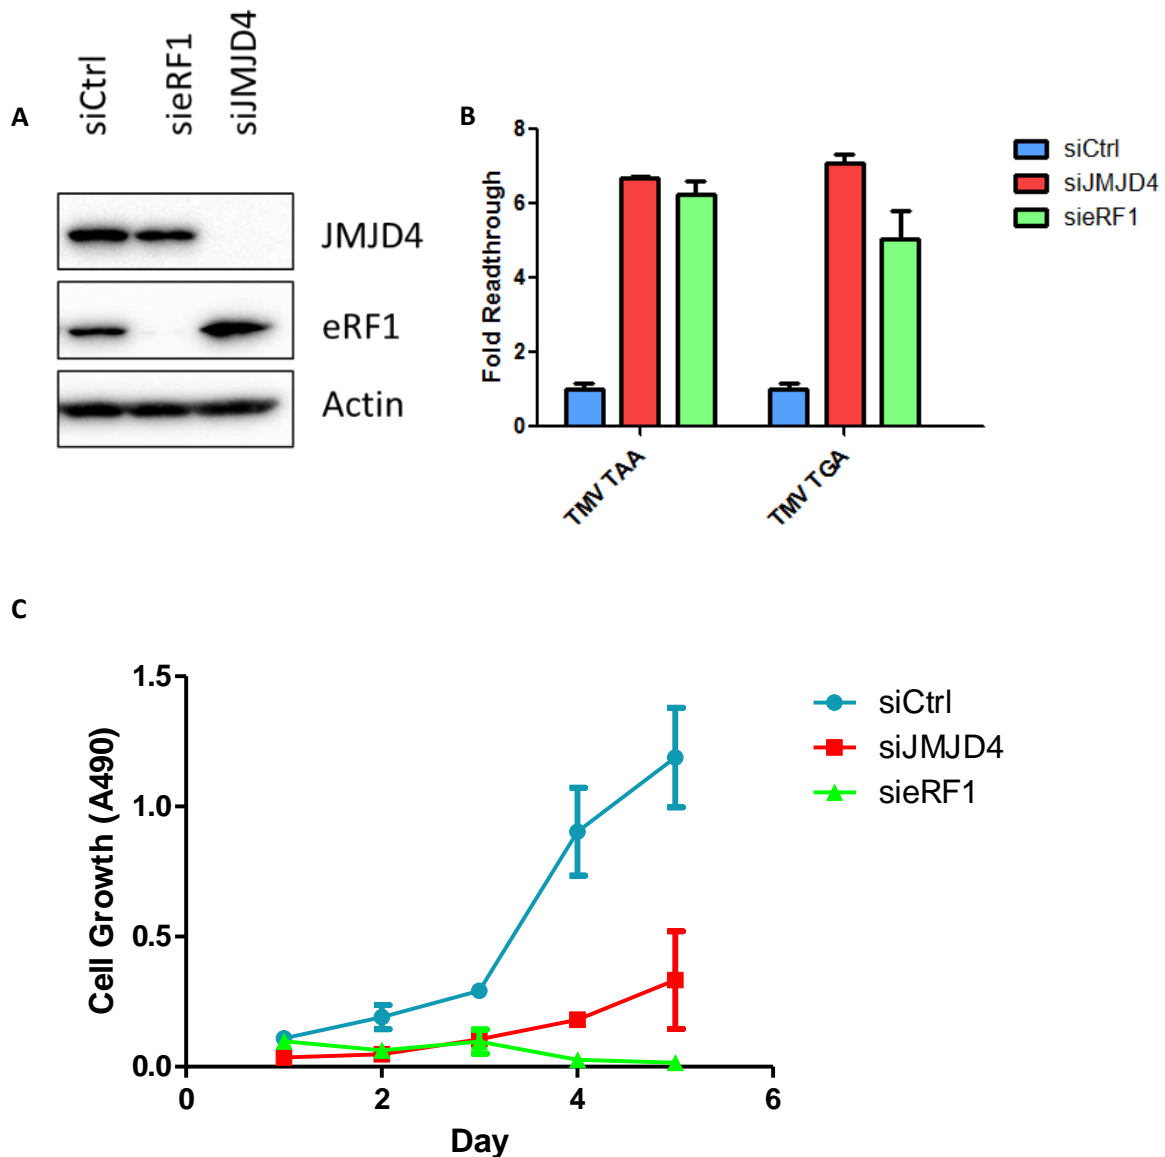 A
siCtrl
sieRF1
siJMJD4
JMJD4
eRF1
Actin
B
Fold Readthrough
8
6
4
2
0
TMV TAA
TMV TGA
siCtrl
siJMJD4
sieRF1
C
Cell Growth (A490)
1.5
1.0
0.5
0.0
0
2
4
6
Day
siCtrl
siJMJD4
sieRF1